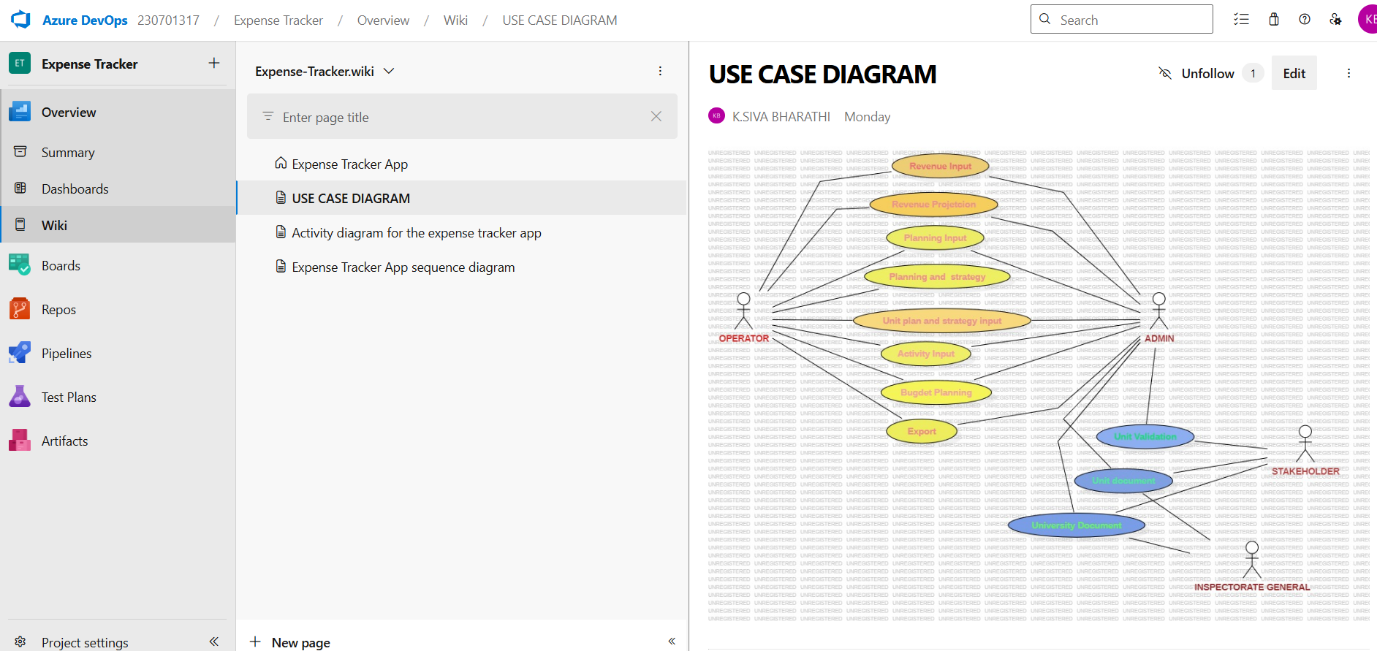 Azure DevOps 230701317 / Expense Tracker / Overview / Wiki / USE CASE DIAGRAM
Search
KB
ET Expense Tracker
Overview
Summary
Dashboards
Wiki
Boards
Repos
Pipelines
Test Plans
Artifacts
Project settings
Expense-Tracker.wiki
Enter page title
Expense Tracker App
USE CASE DIAGRAM
Activity diagram for the expense tracker app
Expense Tracker App sequence diagram
New page
USE CASE DIAGRAM
Unfollow 1 Edit
KB K.SIVA BHARATHI Monday
UNREGISTERED
Revenue Input
Revenue Projetcion
Planning Input
Planning and strategy
Unit plan and strategy input
OPERATOR
ADMIN
Activity Input
Bugdet Planning
Export
Unit Validation
STAKEHOLDER
Unit document
University Document
INSPECTORATE GENERAL